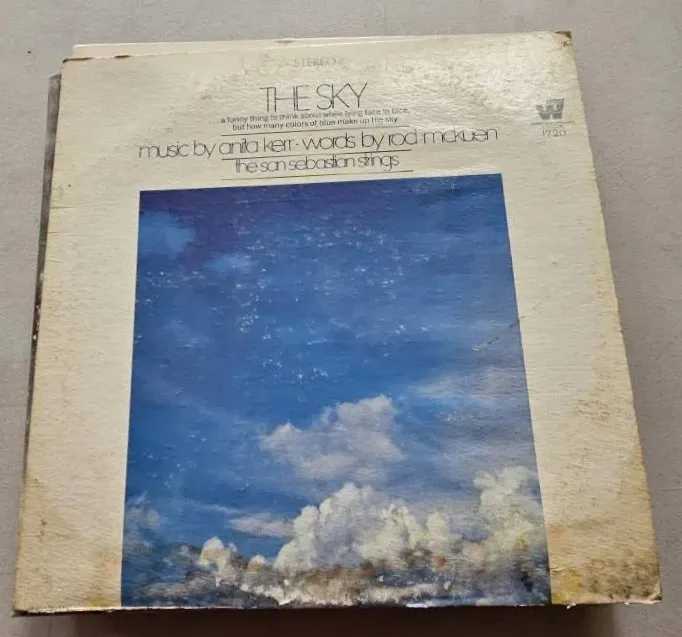 STEREO
THE SKY
a funny thing to think about while lying face to face,
but how many colors of blue make up the sky
music by anita kerr · words by rod mckuen
the san sebastian strings
W7
1720